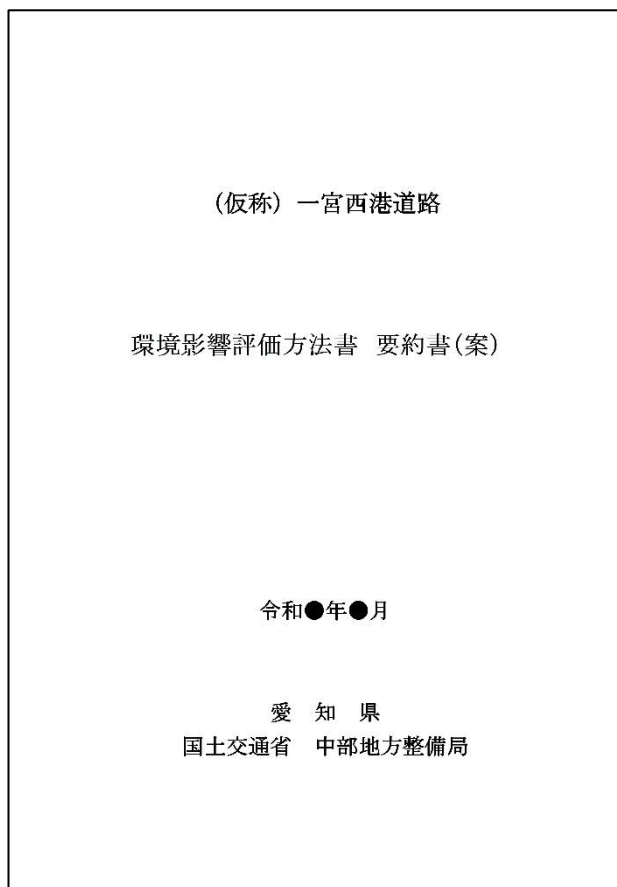 （仮称）一宮西港道路
環境影響評価方法書 要約書（案）
令和●年●月
愛 知 県
国土交通省 中部地方整備局